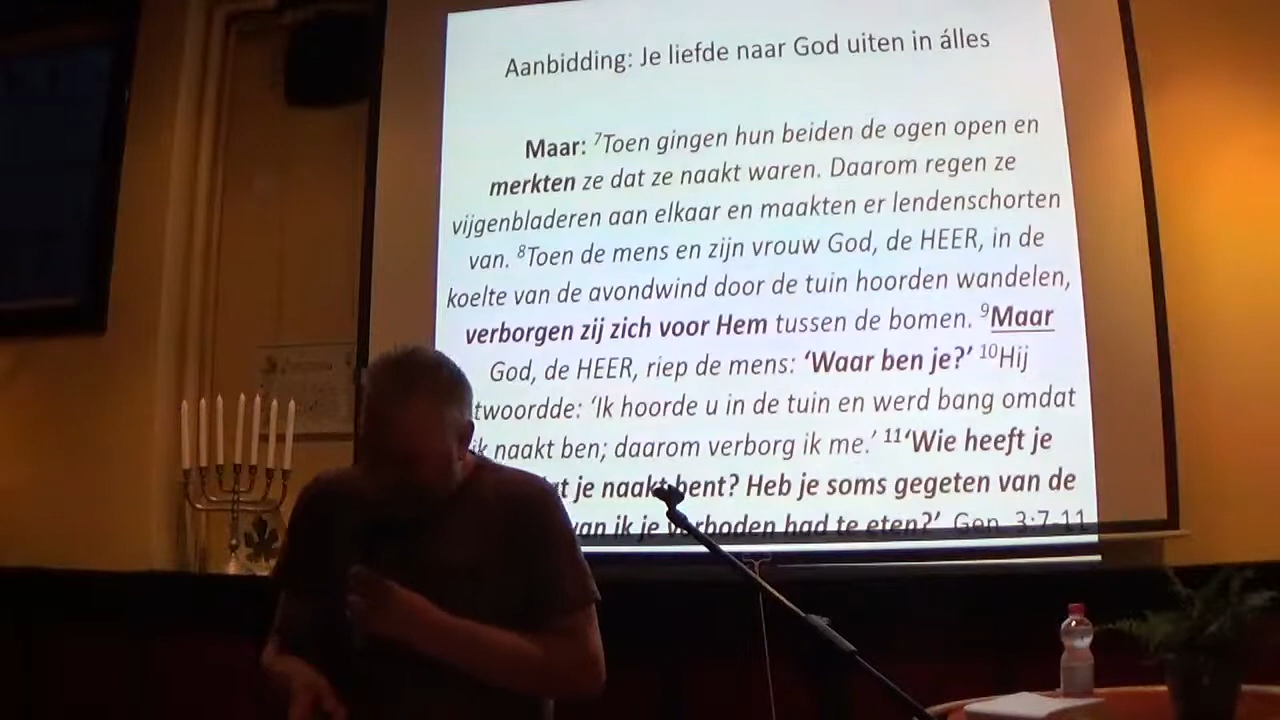 Aanbidding: Je liefde naar God uiten in álles
Maar: ⁷Toen gingen hun beiden de ogen open en
merkten ze dat ze naakt waren. Daarom regen ze
vijgenbladeren aan elkaar en maakten er lendenschorten
van. ⁸Toen de mens en zijn vrouw God, de HEER, in de
koelte van de avondwind door de tuin hoorden wandelen,
verborgen zij zich voor Hem tussen de bomen. ⁹Maar
God, de HEER, riep de mens: ‘Waar ben je?’ ¹⁰Hij
twoordde: ‘Ik hoorde u in de tuin en werd bang omdat
ik naakt ben; daarom verborg ik me.’ ¹¹‘Wie heeft je
t je naakt bent? Heb je soms gegeten van de
van ik je verboden had te eten?’ Gen. 3:7-11